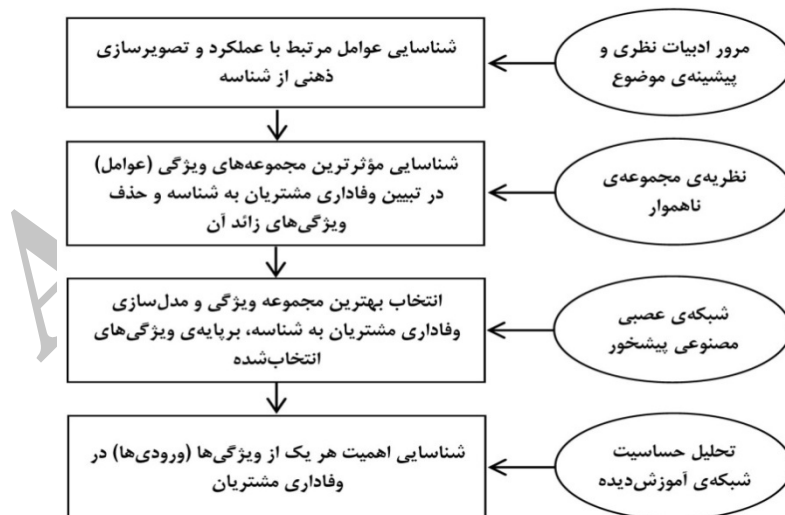 شناسایی عوامل مرتبط با عملکرد و تصویرسازی
ذهنی از شناسه
مرور ادبیات نظری و
پیشینه‌ی موضوع
شناسایی مؤثرترین مجموعه‌های ویژگی (عوامل)
در تبیین وفاداری مشتریان به شناسه و حذف
ویژگی‌های زائد آن
نظریه‌ی مجموعه‌ی
ناهموار
انتخاب بهترین مجموعه ویژگی و مدل‌سازی
وفاداری مشتریان به شناسه، برپایه‌ی ویژگی‌های
انتخاب‌شده
شبکه‌ی عصبی
مصنوعی پیشخور
شناسایی اهمیت هر یک از ویژگی‌ها (ورودی‌ها) در
وفاداری مشتریان
تحلیل حساسیت
شبکه‌ی آموزش‌دیده
A